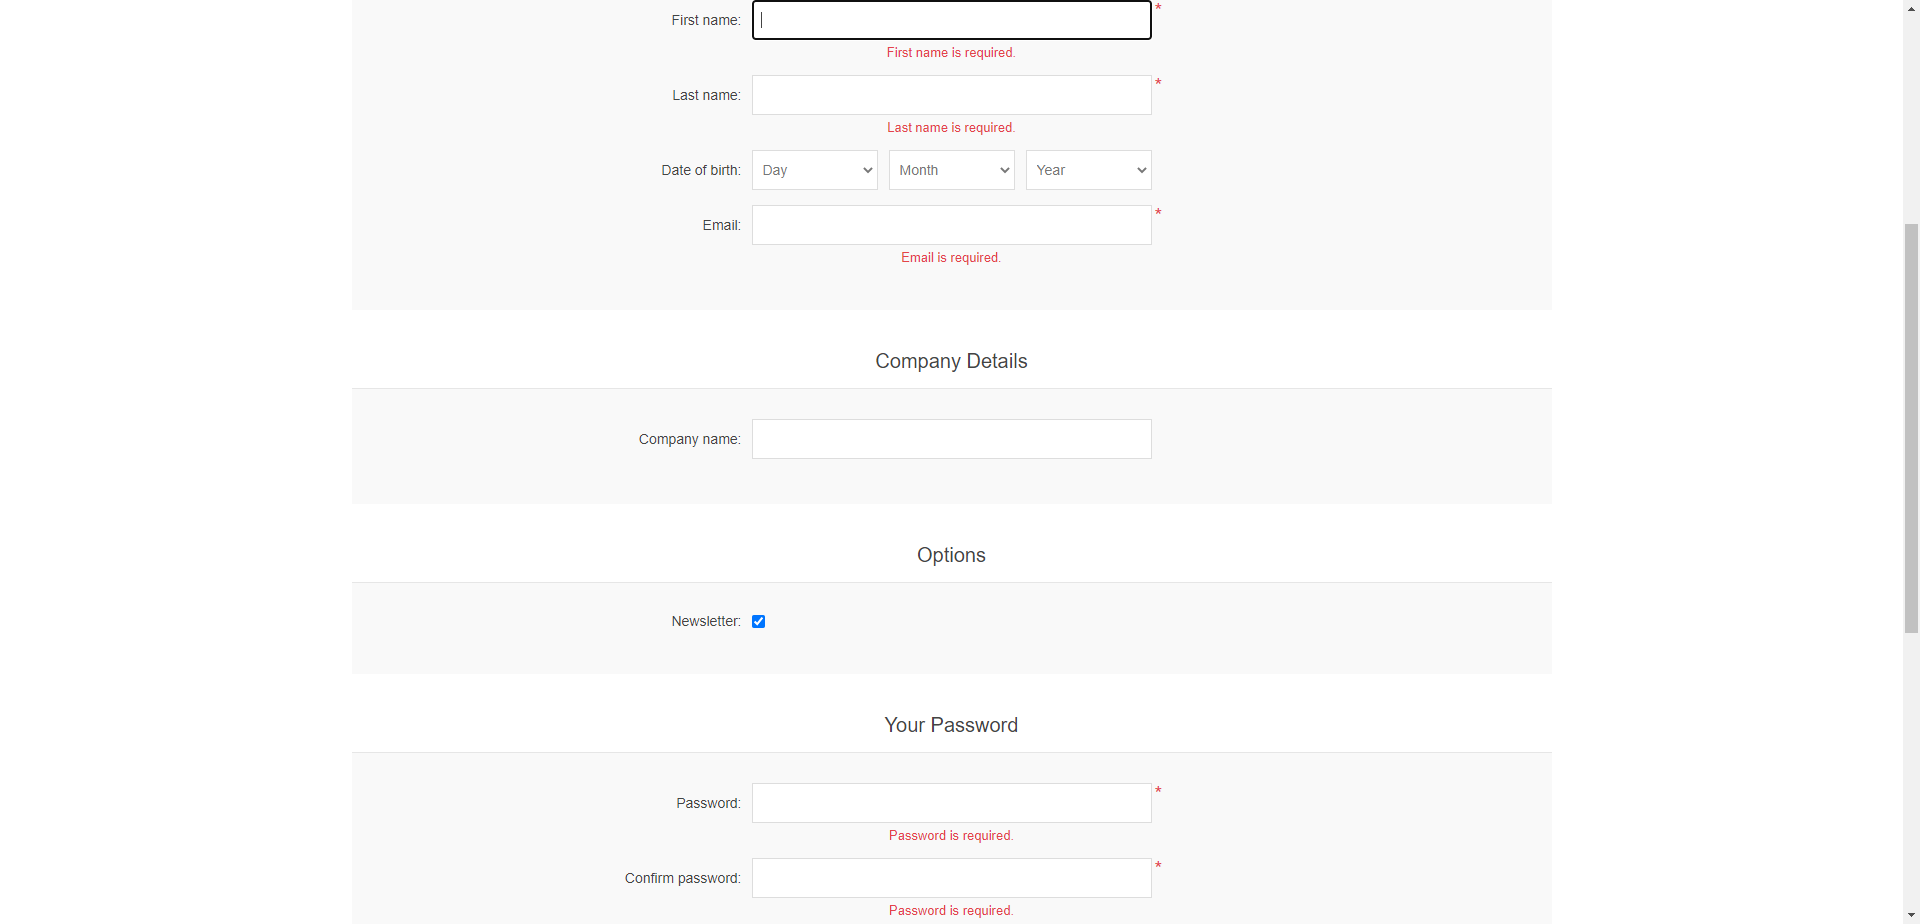 First name: *
First name is required.
Last name: *
Last name is required.
Date of birth: Day Month Year
Email: *
Email is required.
Company Details
Company name:
Options
Newsletter:
Your Password
Password: *
Password is required.
Confirm password: *
Password is required.